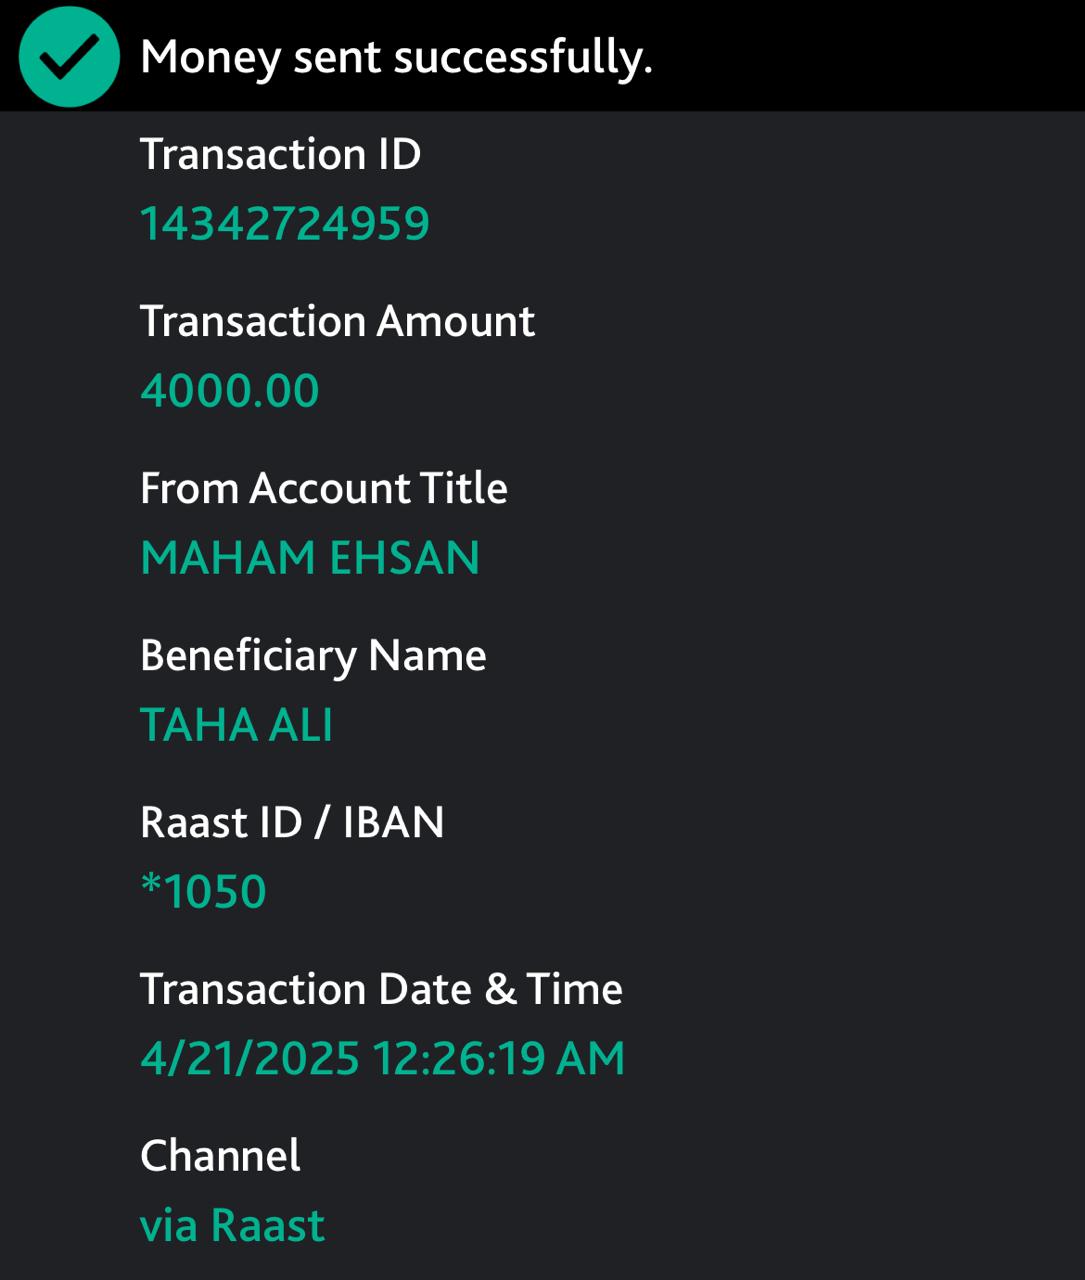 Money sent successfully.
Transaction ID
14342724959
Transaction Amount
4000.00
From Account Title
MAHAM EHSAN
Beneficiary Name
TAHA ALI
Raast ID / IBAN
*1050
Transaction Date & Time
4/21/2025 12:26:19 AM
Channel
via Raast